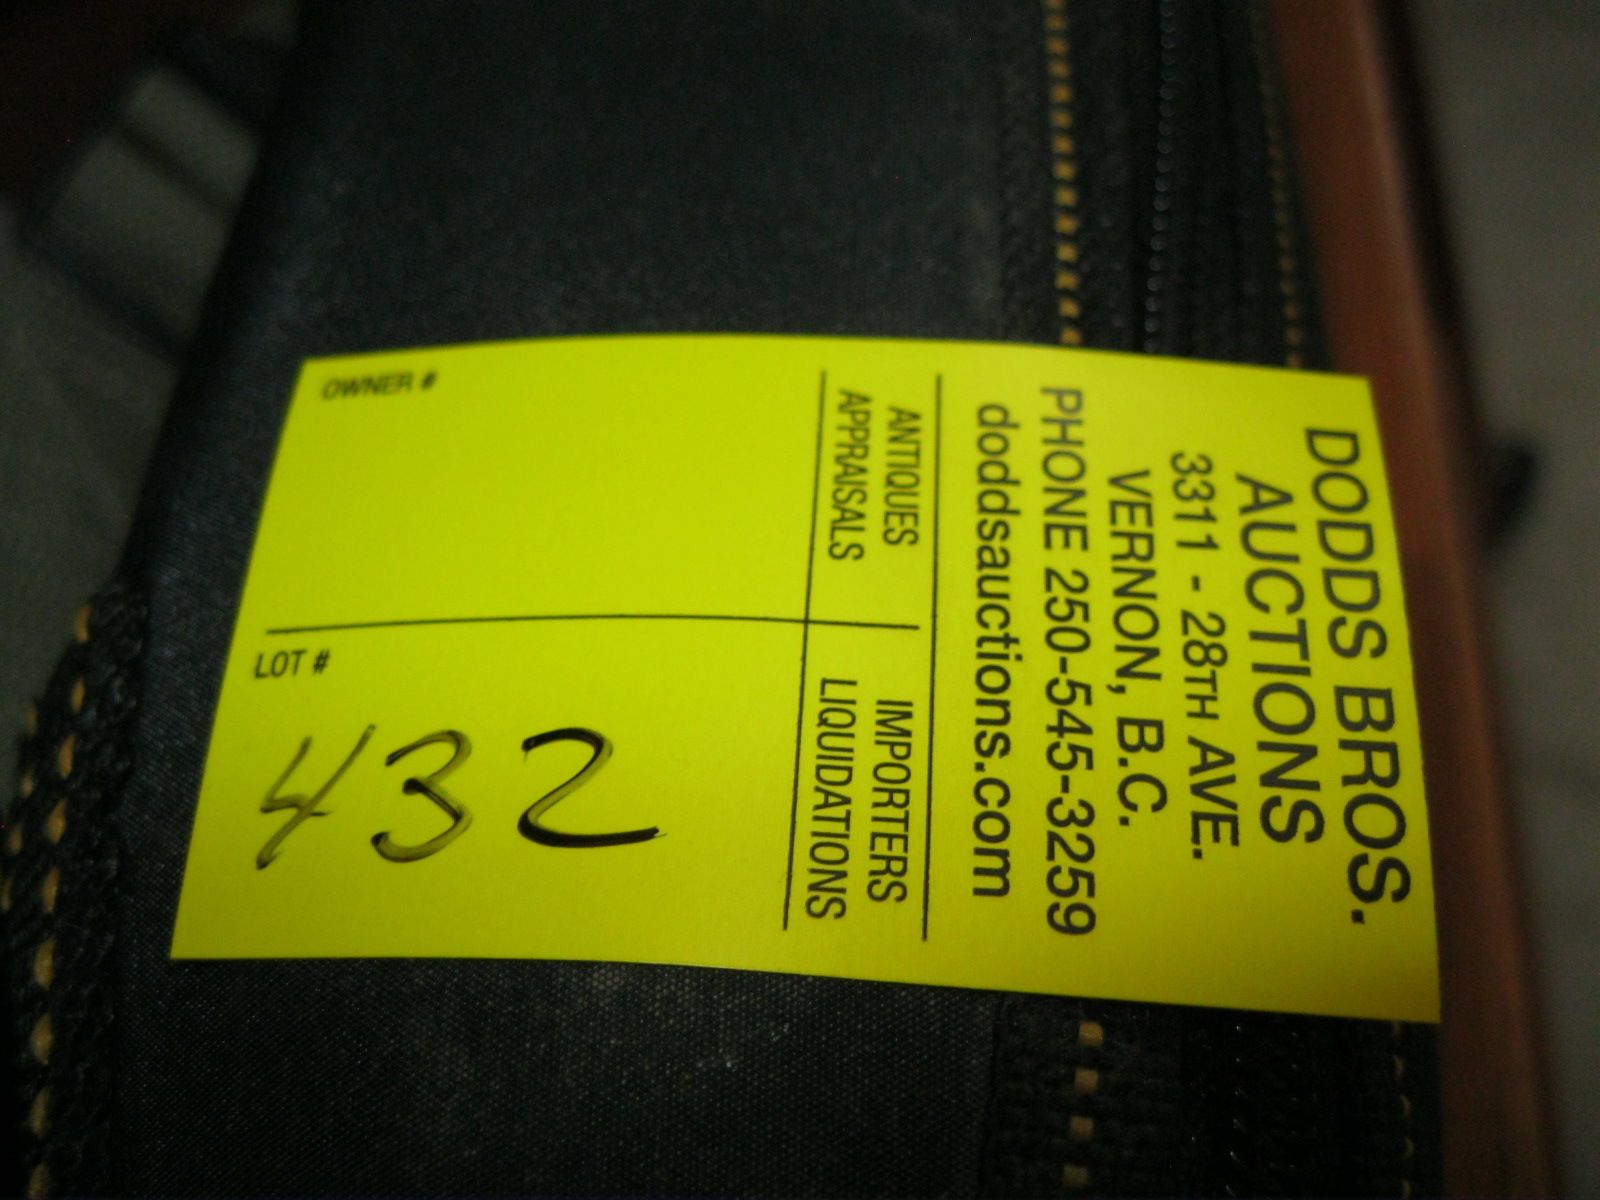 DODDS BROS.
AUCTIONS
3311 - 28TH AVE.
VERNON, B.C.
PHONE 250-545-3259
doddsauctions.com
ANTIQUES
APPRAISALS
IMPORTERS
LIQUIDATIONS
OWNER #
LOT #
432